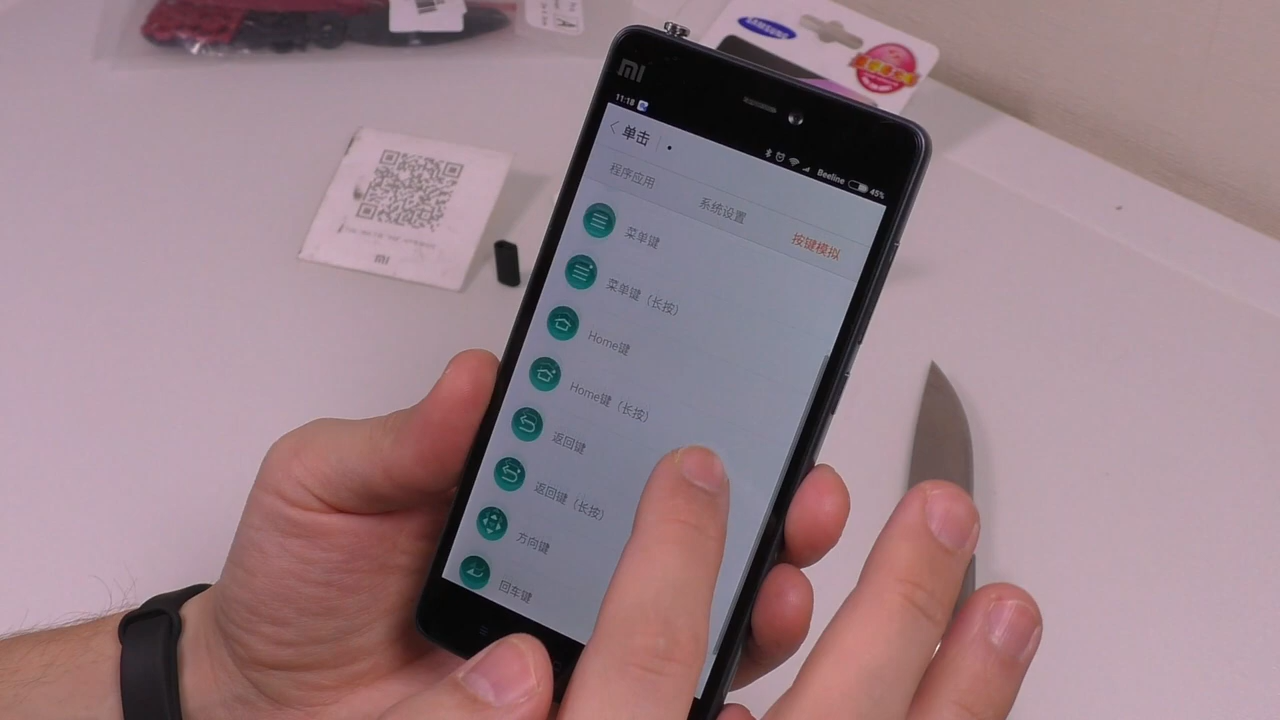 SAMSUNG
A
MI
11:18
Beeline 45%
单击
程序应用
系统设置
按键模拟
菜单键
菜单键（长按）
Home键
Home键（长按）
返回键
返回键（长按）
方向键
回车键
MI